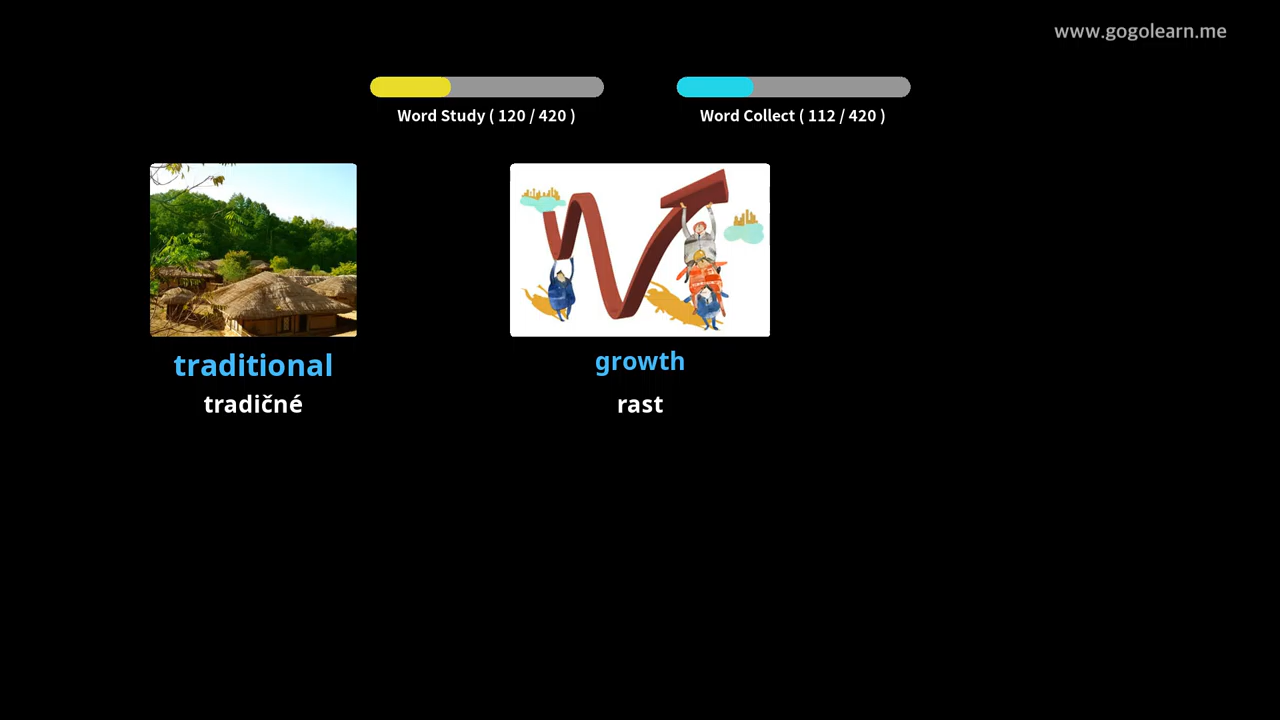 www.gogolearn.me
Word Study ( 120 / 420 )
Word Collect ( 112 / 420 )
traditional
tradičné
growth
rast